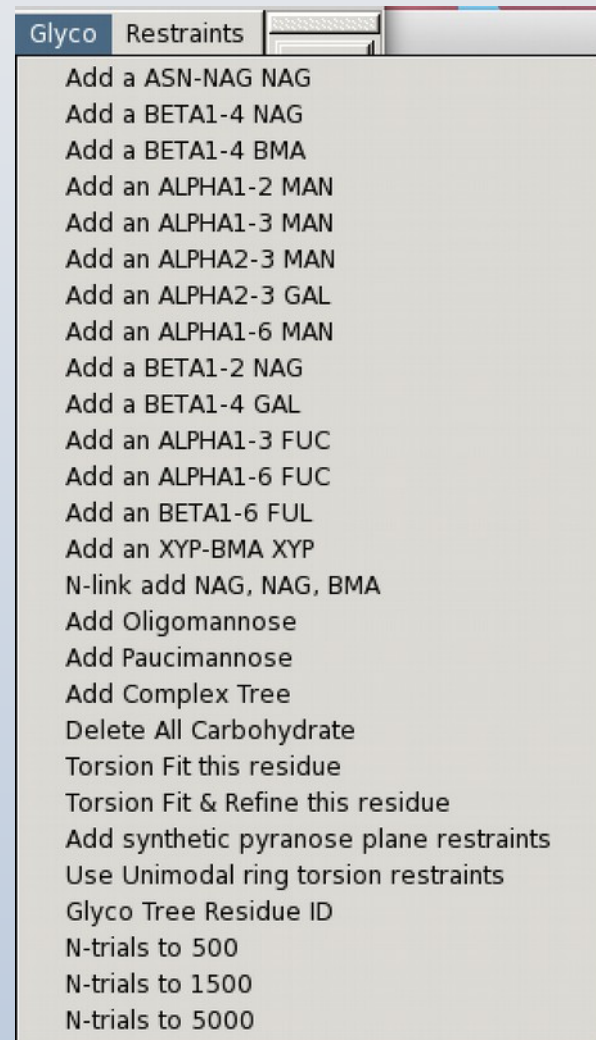 Glyco Restraints
Add a ASN-NAG NAG
Add a BETA1-4 NAG
Add a BETA1-4 BMA
Add an ALPHA1-2 MAN
Add an ALPHA1-3 MAN
Add an ALPHA2-3 MAN
Add an ALPHA2-3 GAL
Add an ALPHA1-6 MAN
Add a BETA1-2 NAG
Add a BETA1-4 GAL
Add an ALPHA1-3 FUC
Add an ALPHA1-6 FUC
Add an BETA1-6 FUL
Add an XYP-BMA XYP
N-link add NAG, NAG, BMA
Add Oligomannose
Add Paucimannose
Add Complex Tree
Delete All Carbohydrate
Torsion Fit this residue
Torsion Fit & Refine this residue
Add synthetic pyranose plane restraints
Use Unimodal ring torsion restraints
Glyco Tree Residue ID
N-trials to 500
N-trials to 1500
N-trials to 5000